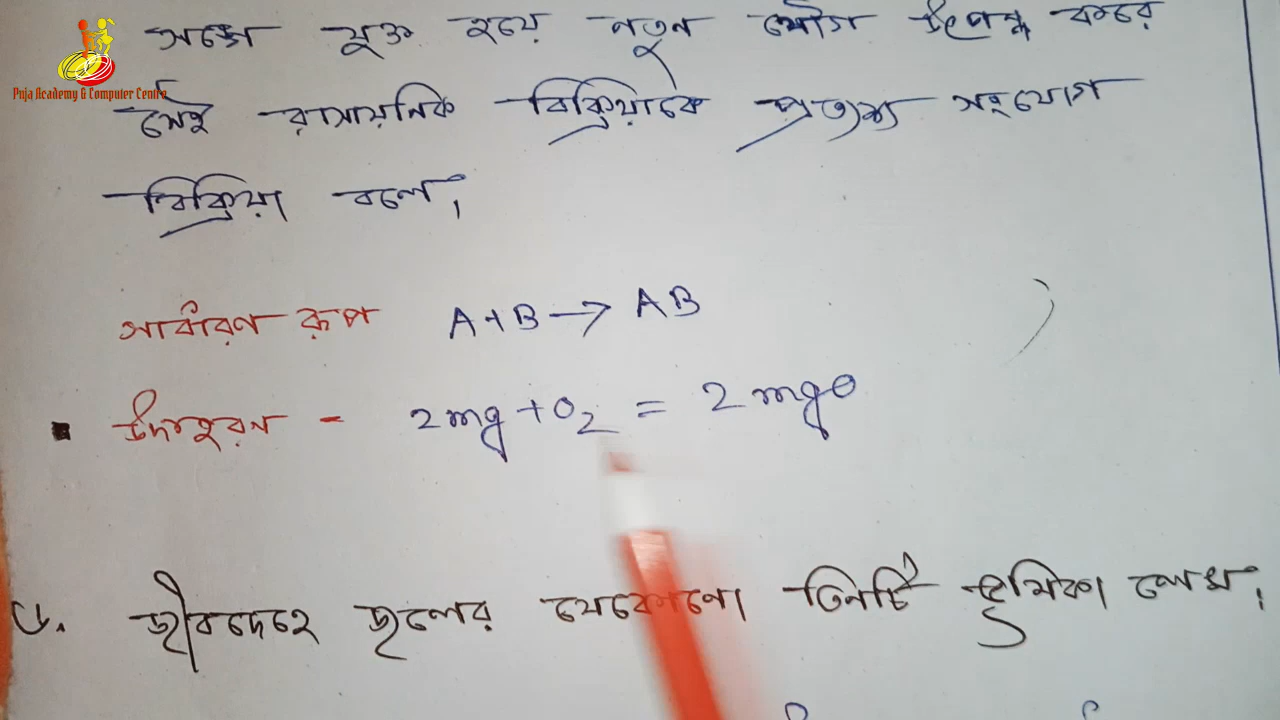 সঙ্গে যুক্ত হয়ে নতুন যৌগ উৎপন্ন করে
Puja Academy & Computer Centre
সেই রাসায়নিক বিক্রিয়াকে প্রত্যক্ষ সংযোগ
বিক্রিয়া বলে।
সাধারণ রূপ A+B → AB
উদাহরণ - 2mg + O2 = 2mgO
৩. জীবদেহে জলের যেকোনো তিনটি ভূমিকা লেখ।